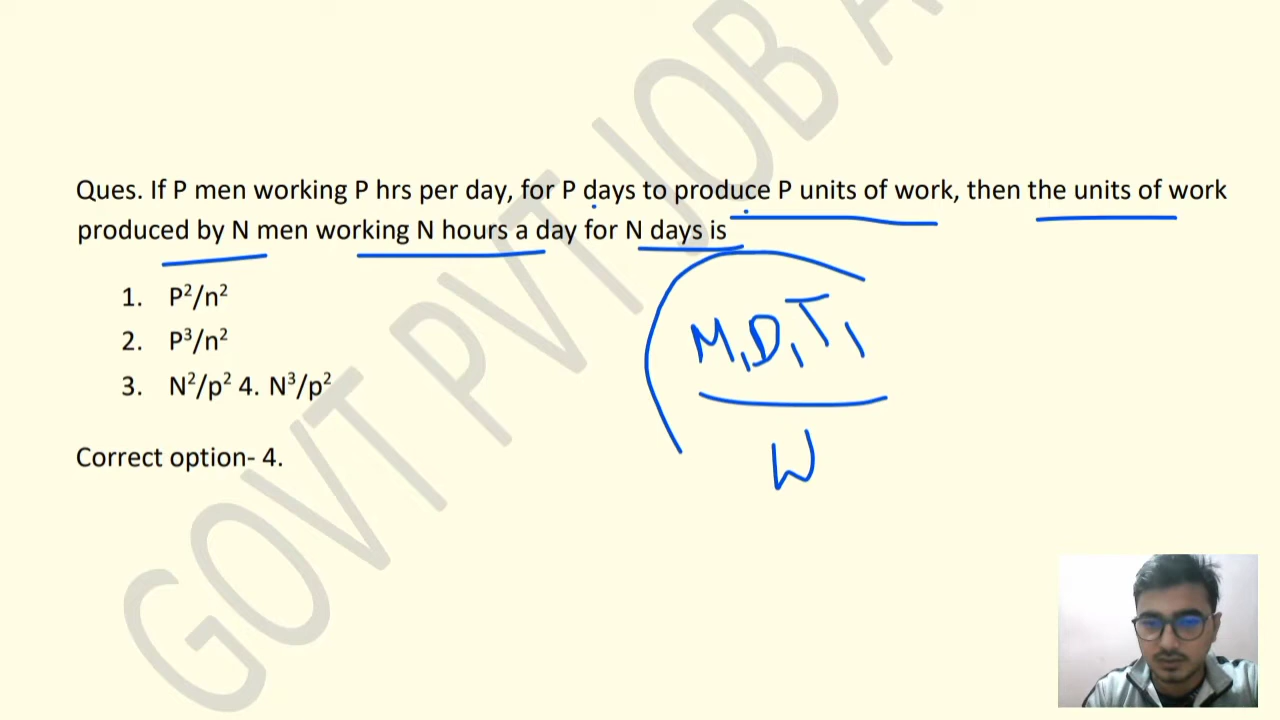 GOVT PVT JOB A
Ques. If P men working P hrs per day, for P days to produce P units of work, then the units of work
produced by N men working N hours a day for N days is
1. P²/n²
2. P³/n²
3. N²/p² 4. N³/p²
Correct option- 4.
M₁D₁T₁
W